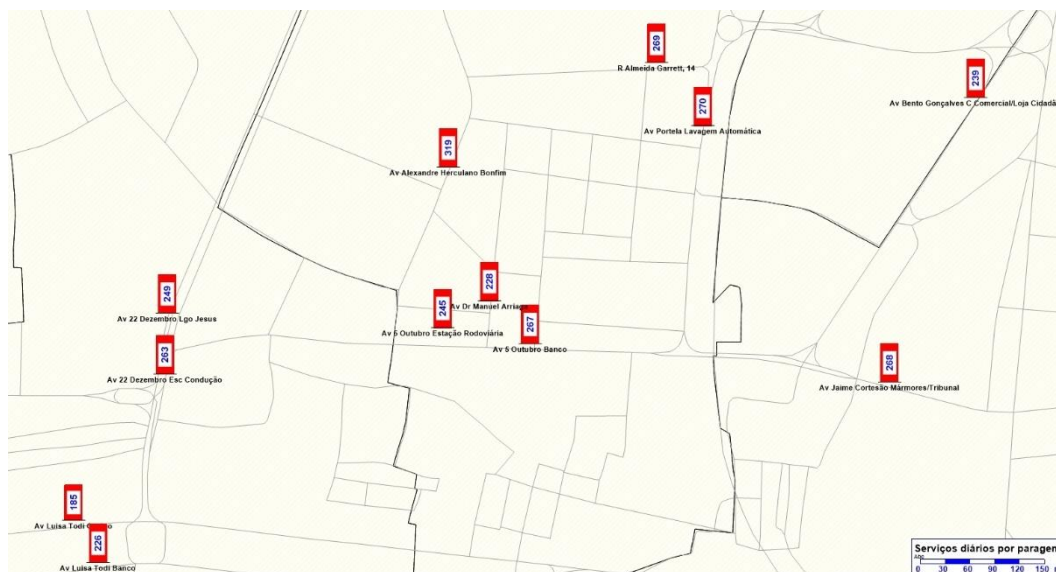 269
R Almeida Garrett, 14
239
Av Bento Gonçalves C Comercial/Loja Cidadã
270
Av Portela Lavagem Automática
319
Av Alexandre Herculano Bonfim
228
Av Dr Manuel Arriaga
249
Av 22 Dezembro Lgo Jesus
245
Av 5 Outubro Estação Rodoviária
267
Av 5 Outubro Banco
263
Av 22 Dezembro Esc Condução
268
Av Jaime Cortesão Mármores/Tribunal
185
Av Luisa Todi
226
Av Luisa Todi Banco
Serviços diários por paragem
0 30 60 90 120 150